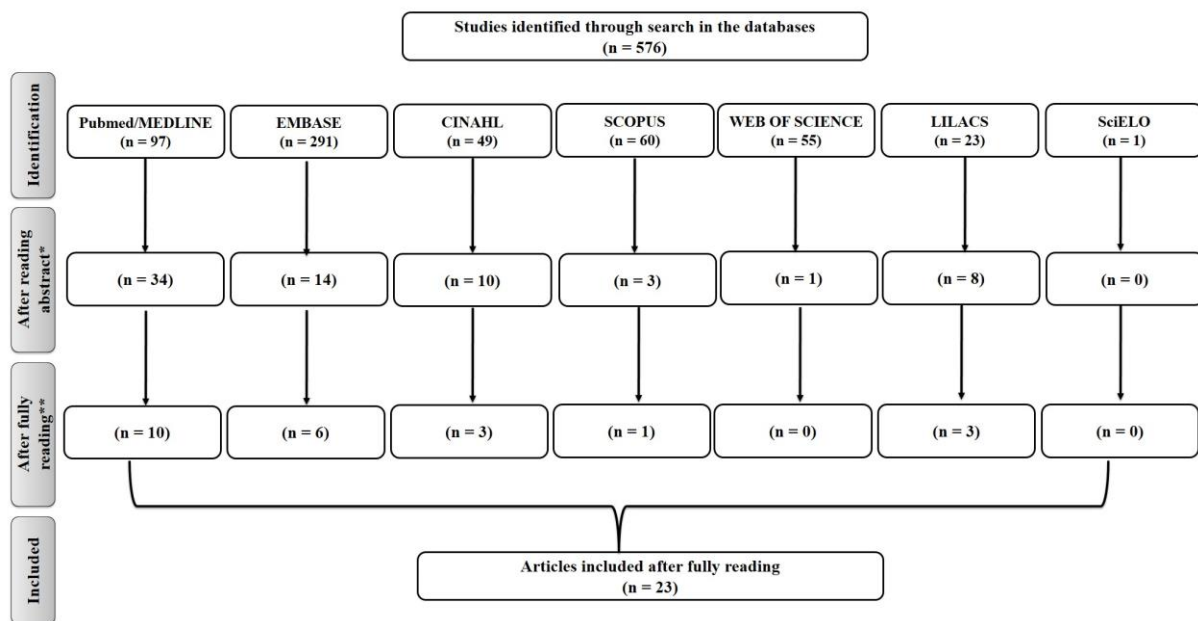 Studies identified through search in the databases
(n = 576)
Identification
Pubmed/MEDLINE
(n = 97)
EMBASE
(n = 291)
CINAHL
(n = 49)
SCOPUS
(n = 60)
WEB OF SCIENCE
(n = 55)
LILACS
(n = 23)
SciELO
(n = 1)
After reading
abstract*
(n = 34)
(n = 14)
(n = 10)
(n = 3)
(n = 1)
(n = 8)
(n = 0)
After fully
reading**
(n = 10)
(n = 6)
(n = 3)
(n = 1)
(n = 0)
(n = 3)
(n = 0)
Included
Articles included after fully reading
(n = 23)